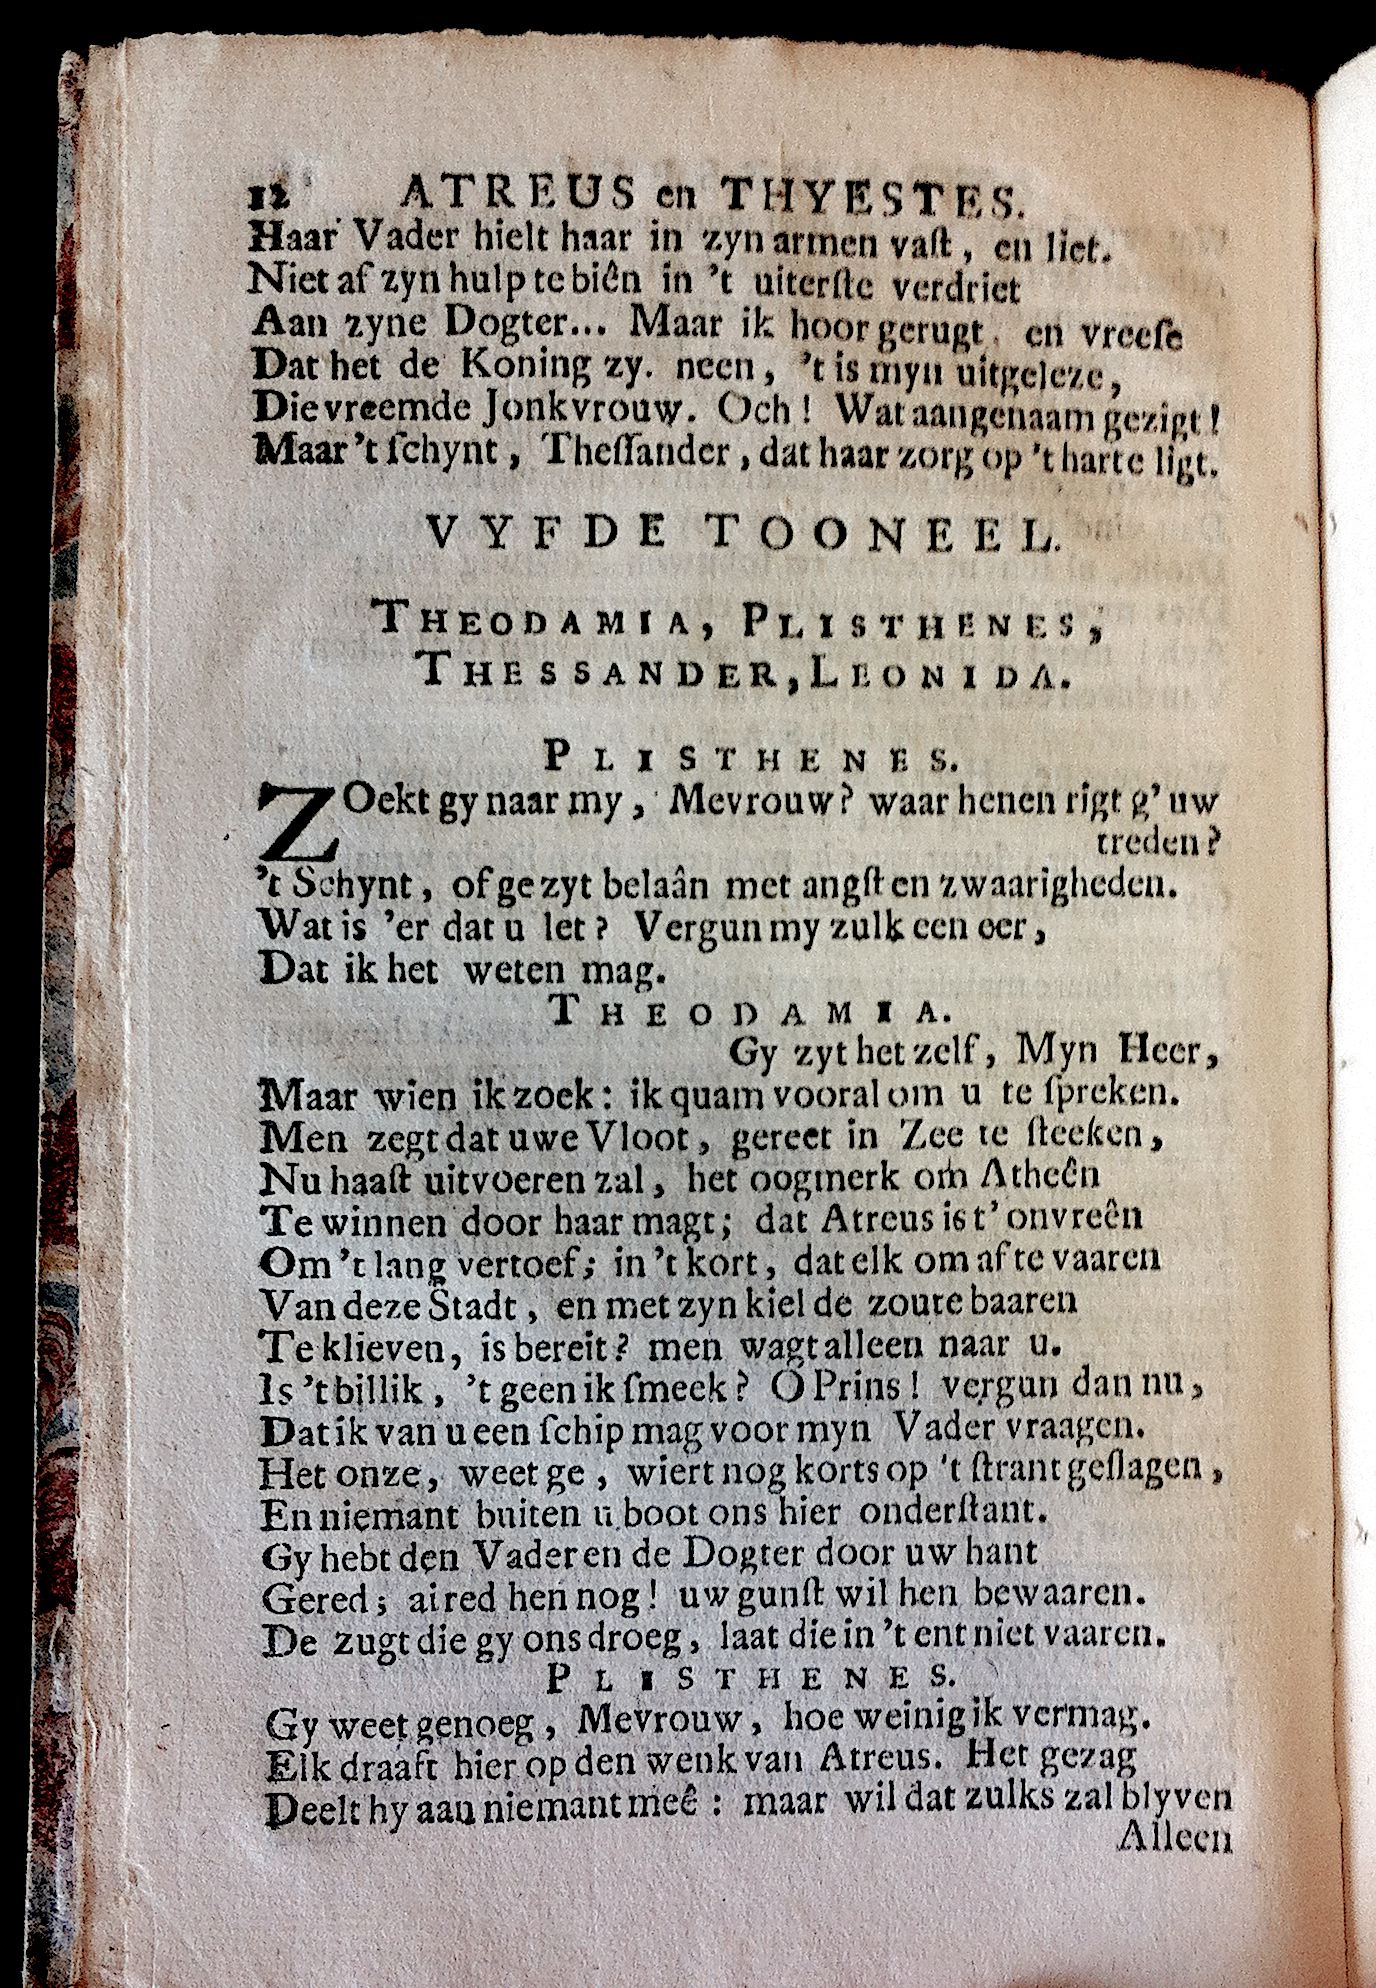 12 ATREUS en THYESTES.
Haar Vader hielt haar in zyn armen vaſt, en liet.
Niet af zyn hulp te biên in 't uiterſte verdriet
Aan zyne Dogter... Maar ik hoor gerugt, en vreeſe
Dat het de Koning zy. neen, 't is myn uitgeleze,
Die vreemde Jonkvrouw. Och! Wat aangenaam gezigt!
Maar 't ſchynt, Theſſander, dat haar zorg op 't harte ligt.
VYFDE TOONEEL.
THEODAMIA, PLISTHENES,
THESSANDER, LEONIDA.
PLISTHENES.
ZOekt gy naar my, Mevrouw? waar henen rigt g' uw
treden?
't Schynt, of ge zyt belaân met angſt en zwaarigheden.
Wat is 'er dat u let? Vergun my zulk een eer,
Dat ik het weten mag.
THEODAMIA.
Gy zyt het zelf, Myn Heer,
Maar wien ik zoek: ik quam vooral om u te ſpreken.
Men zegt dat uwe Vloot, gereet in Zee te ſteeken,
Nu haaſt uitvoeren zal, het oogmerk om Atheên
Te winnen door haar magt; dat Atreus is t' onvreên
Om 't lang vertoef; in 't kort, dat elk om af te vaaren
Van deze Stadt, en met zyn kiel de zoute baaren
Te klieven, is bereit? men wagt alleen naar u.
Is 't billik, 't geen ik ſmeek? O Prins! vergun dan nu,
Dat ik van u een ſchip mag voor myn Vader vraagen.
Het onze, weet ge, wiert nog korts op 't ſtrant geſlagen,
En niemant buiten u boot ons hier onderſtant.
Gy hebt den Vader en de Dogter door uw hant
Gered; ai red hen nog! uw gunſt wil hen bewaaren.
De zugt die gy ons droeg, laat die in 't ent niet vaaren.
PLISTHENES.
Gy weet genoeg, Mevrouw, hoe weinig ik vermag.
Elk draaft hier op den wenk van Atreus. Het gezag
Deelt hy aan niemant meê: maar wil dat zulks zal blyven
Alleen